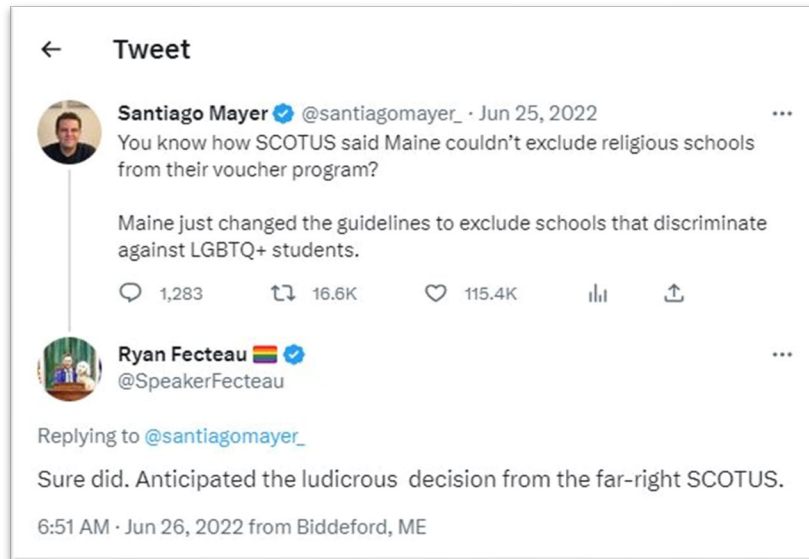 Tweet
Santiago Mayer @santiagomayer_ · Jun 25, 2022
You know how SCOTUS said Maine couldn’t exclude religious schools
from their voucher program?
Maine just changed the guidelines to exclude schools that discriminate
against LGBTQ+ students.
1,283 16.6K 115.4K
Ryan Fecteau 🏳️‍🌈
@SpeakerFecteau
Replying to @santiagomayer_
Sure did. Anticipated the ludicrous  decision from the far-right SCOTUS.
6:51 AM · Jun 26, 2022 from Biddeford, ME